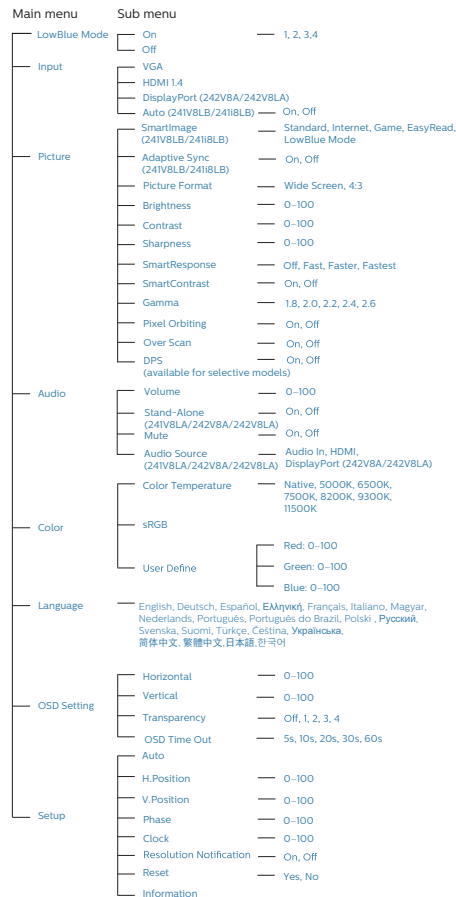 Main menu Sub menu
LowBlue Mode On 1, 2, 3,4
Off
Input VGA
HDMI 1.4
DisplayPort (242V8A/242V8LA)
Auto (241V8LB/241i8LB) On, Off
Picture SmartImage Standard, Internet, Game, EasyRead,
(241V8LB/241i8LB) LowBlue Mode
Adaptive Sync On, Off
(241V8LB/241i8LB)
Picture Format Wide Screen, 4:3
Brightness 0–100
Contrast 0–100
Sharpness 0–100
SmartResponse Off, Fast, Faster, Fastest
SmartContrast On, Off
Gamma 1.8, 2.0, 2.2, 2.4, 2.6
Pixel Orbiting On, Off
Over Scan On, Off
DPS On, Off
(available for selective models)
Audio Volume 0–100
Stand-Alone On, Off
(241V8LA/242V8A/242V8LA)
Mute On, Off
Audio Source Audio In, HDMI,
(241V8LA/242V8A/242V8LA) DisplayPort (242V8A/242V8LA)
Color Color Temperature Native, 5000K, 6500K,
7500K, 8200K, 9300K,
11500K
sRGB
User Define Red: 0–100
Green: 0–100
Blue: 0–100
Language English, Deutsch, Español, Ελληνική, Français, Italiano, Magyar,
Nederlands, Português, Português do Brazil, Polski , Русский,
Svenska, Suomi, Türkçe, Čeština, Українська,
简体中文, 繁體中文,日本語,한국어
OSD Setting Horizontal 0–100
Vertical 0–100
Transparency Off, 1, 2, 3, 4
OSD Time Out 5s, 10s, 20s, 30s, 60s
Setup Auto
H.Position 0–100
V.Position 0–100
Phase 0–100
Clock 0–100
Resolution Notification On, Off
Reset Yes, No
Information